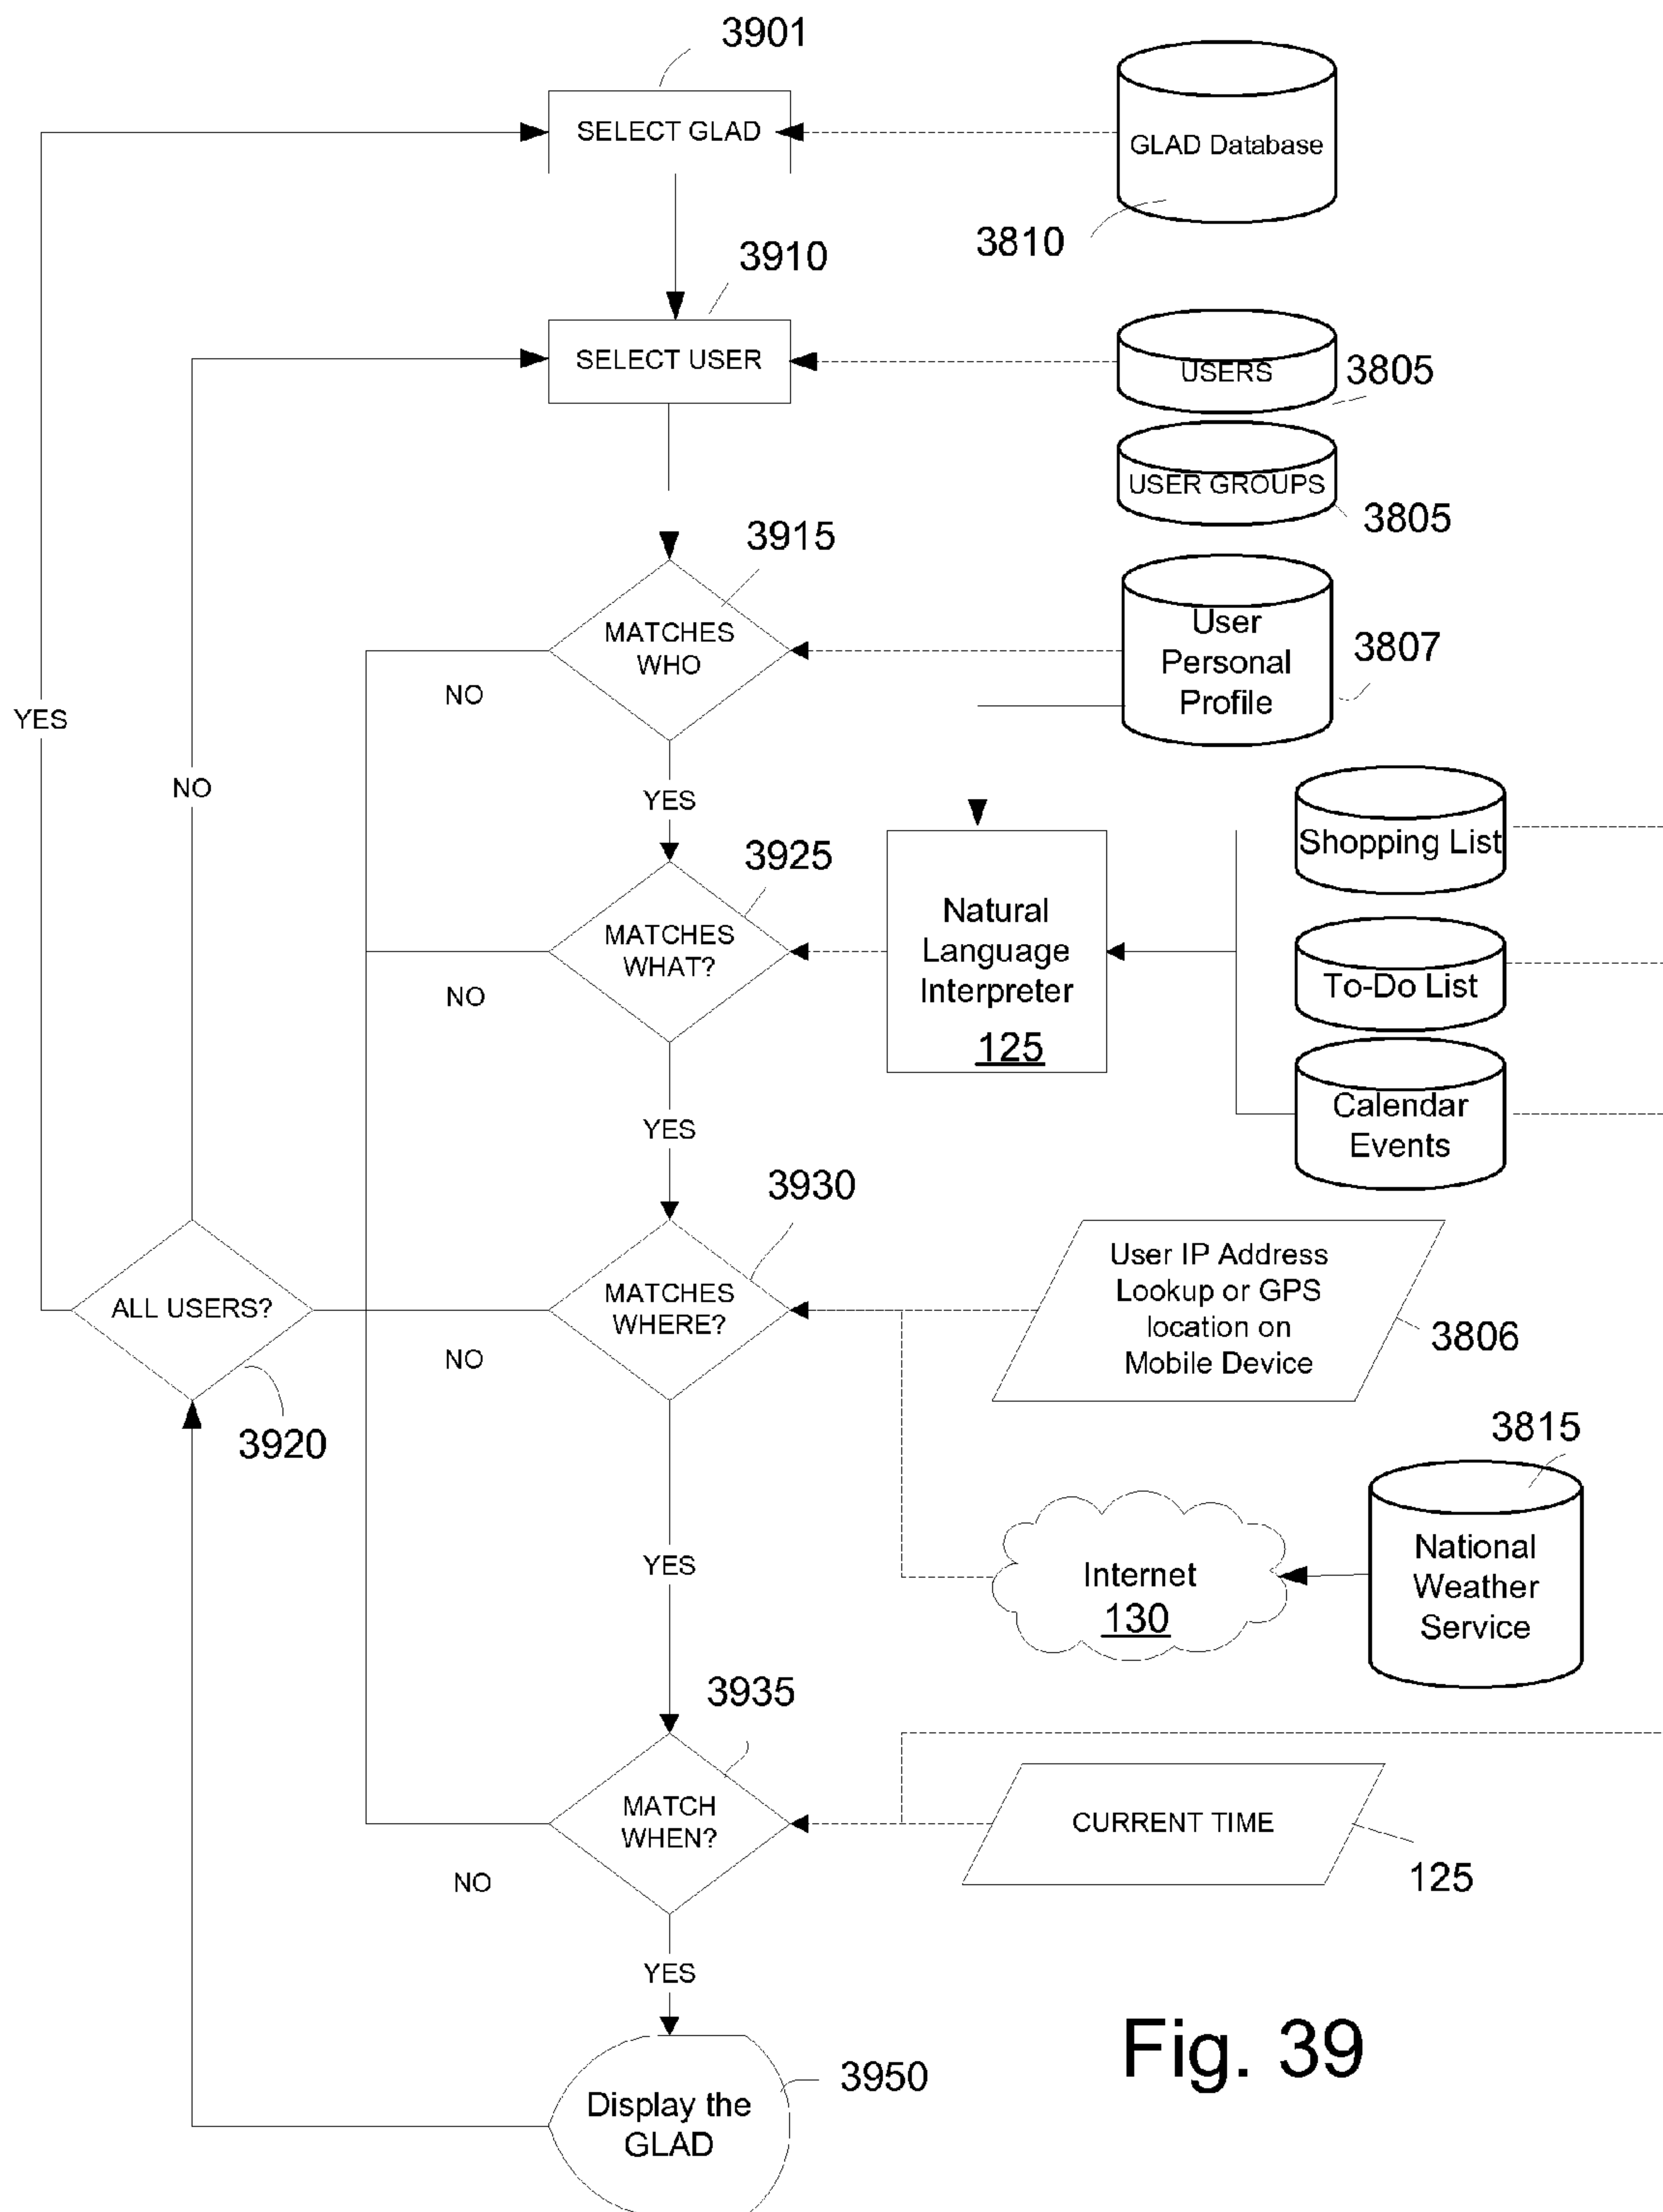 3901
SELECT GLAD
GLAD Database
3810
3910
SELECT USER
USERS
3805
USER GROUPS
3805
3915
MATCHES
WHO
User
Personal
Profile
3807
NO
YES
NO
YES
Shopping List
3925
MATCHES
WHAT?
Natural
Language
Interpreter
125
To-Do List
NO
Calendar
Events
YES
3930
User IP Address
Lookup or GPS
location on
Mobile Device
3806
ALL USERS?
MATCHES
WHERE?
NO
3920
3815
National
Weather
Service
YES
Internet
130
3935
MATCH
WHEN?
CURRENT TIME
125
NO
YES
Fig. 39
3950
Display the
GLAD